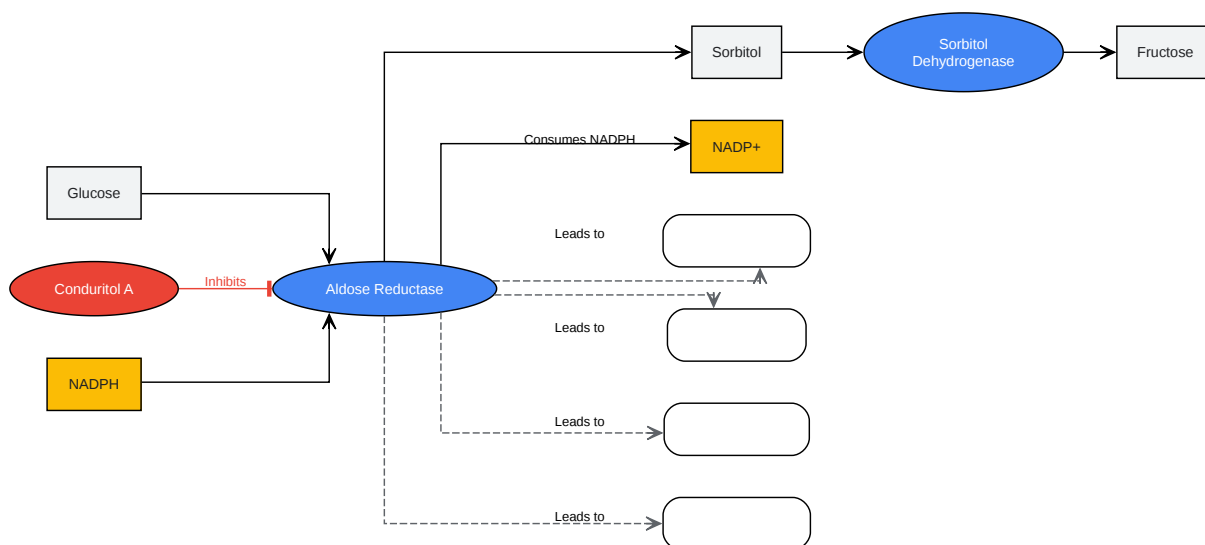 Sorbitol
Sorbitol
Dehydrogenase
Fructose
Consumes NADPH
NADP+
Glucose
Leads to
Conduritol A
Inhibits
Aldose Reductase
Leads to
NADPH
Leads to
Leads to